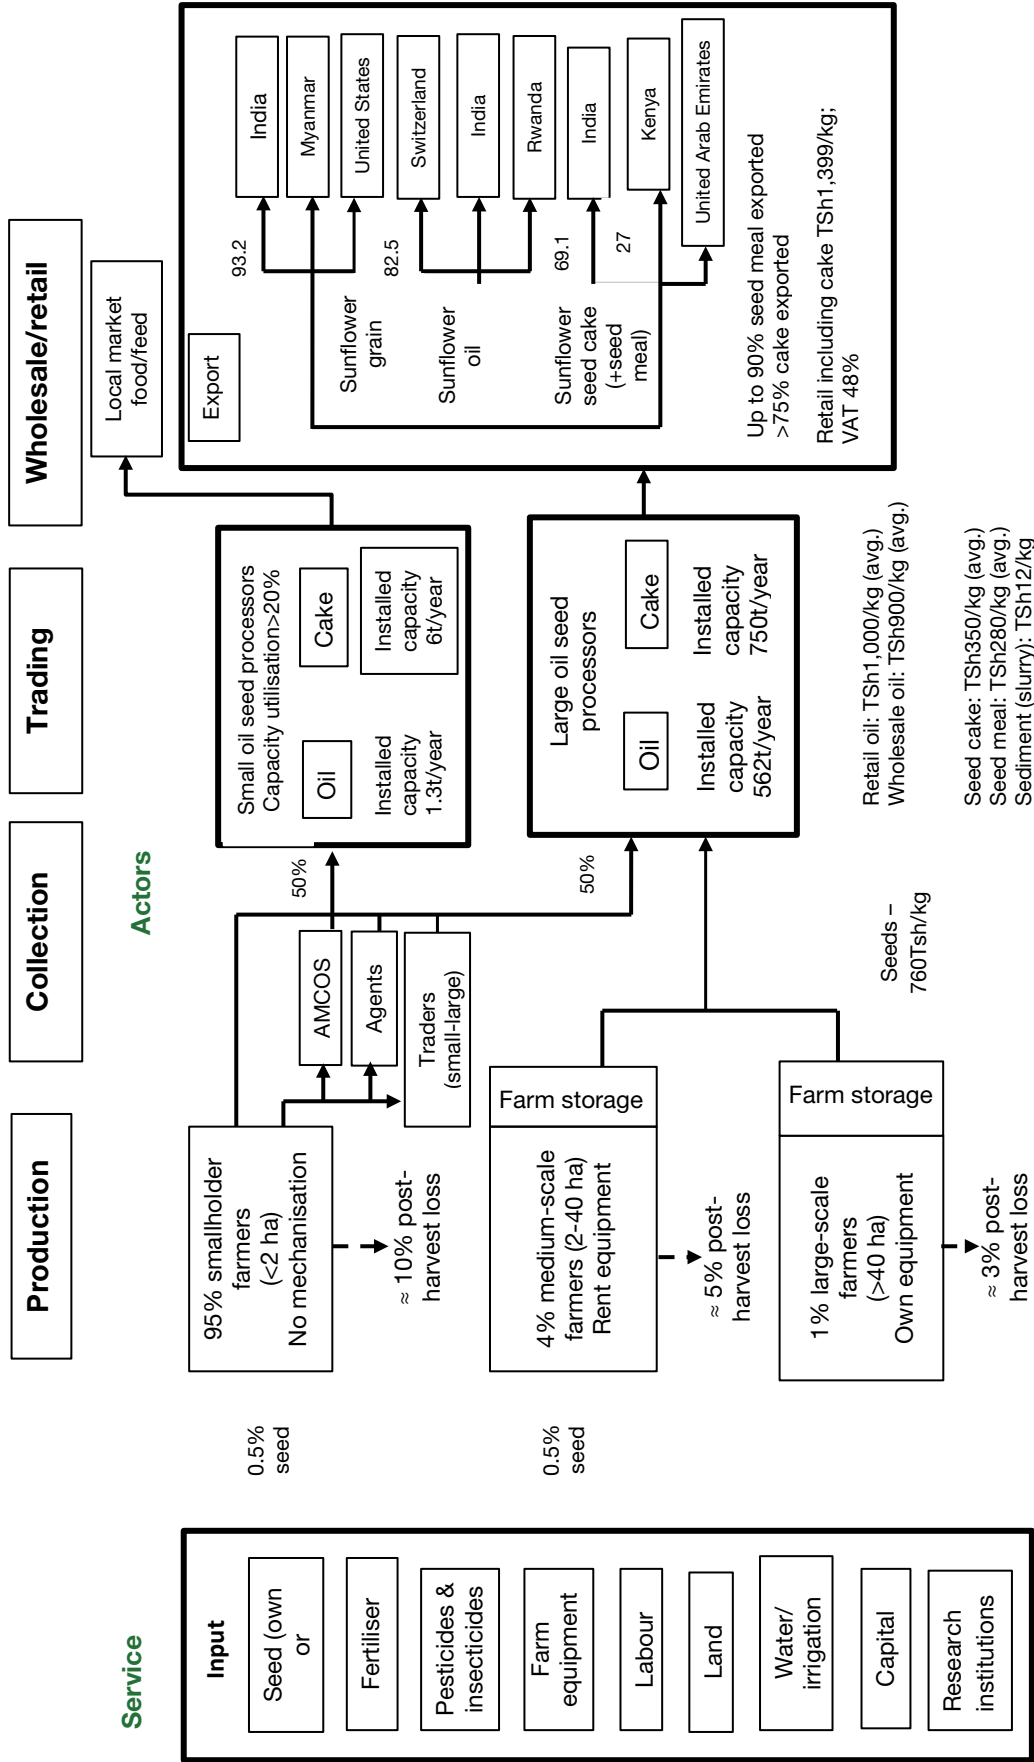 Service
Actors
Production
Collection
Trading
Wholesale/retail
Input
Seed (own
or
Fertiliser
Pesticides &
insecticides
Farm
equipment
Labour
Land
Water/
irrigation
Capital
Research
institutions
0.5%
seed
0.5%
seed
95% smallholder
farmers
(<2 ha)
No mechanisation
≈ 10% post-
harvest loss
4% medium-scale
farmers (2-40 ha)
Rent equipment
Farm storage
≈ 5% post-
harvest loss
1% large-scale
farmers
(>40 ha)
Own equipment
Farm storage
≈ 3% post-
harvest loss
AMCOS
Agents
Traders
(small-large)
50%
50%
Seeds –
760Tsh/kg
Small oil seed processors
Capacity utilisation>20%
Oil
Cake
Installed
capacity
1.3t/year
Installed
capacity
6t/year
Large oil seed
processors
Oil
Cake
Installed
capacity
562t/year
Installed
capacity
750t/year
Retail oil: TSh1,000/kg (avg.)
Wholesale oil: TSh900/kg (avg.)
Seed cake: TSh350/kg (avg.)
Seed meal: TSh280/kg (avg.)
Sediment (slurry): TSh12/kg
Local market
food/feed
Export
Sunflower
grain
93.2
India
Myanmar
United States
Sunflower
oil
82.5
Switzerland
India
Rwanda
Sunflower
seed cake
(+seed
meal)
69.1
27
India
Kenya
United Arab Emirates
Up to 90% seed meal exported
>75% cake exported
Retail including cake TSh1,399/kg;
VAT 48%